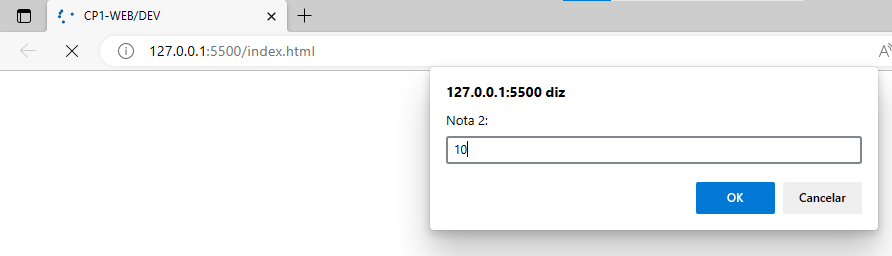 CP1-WEB/DEV
127.0.0.1:5500/index.html
127.0.0.1:5500 diz
Nota 2:
10
OK Cancelar